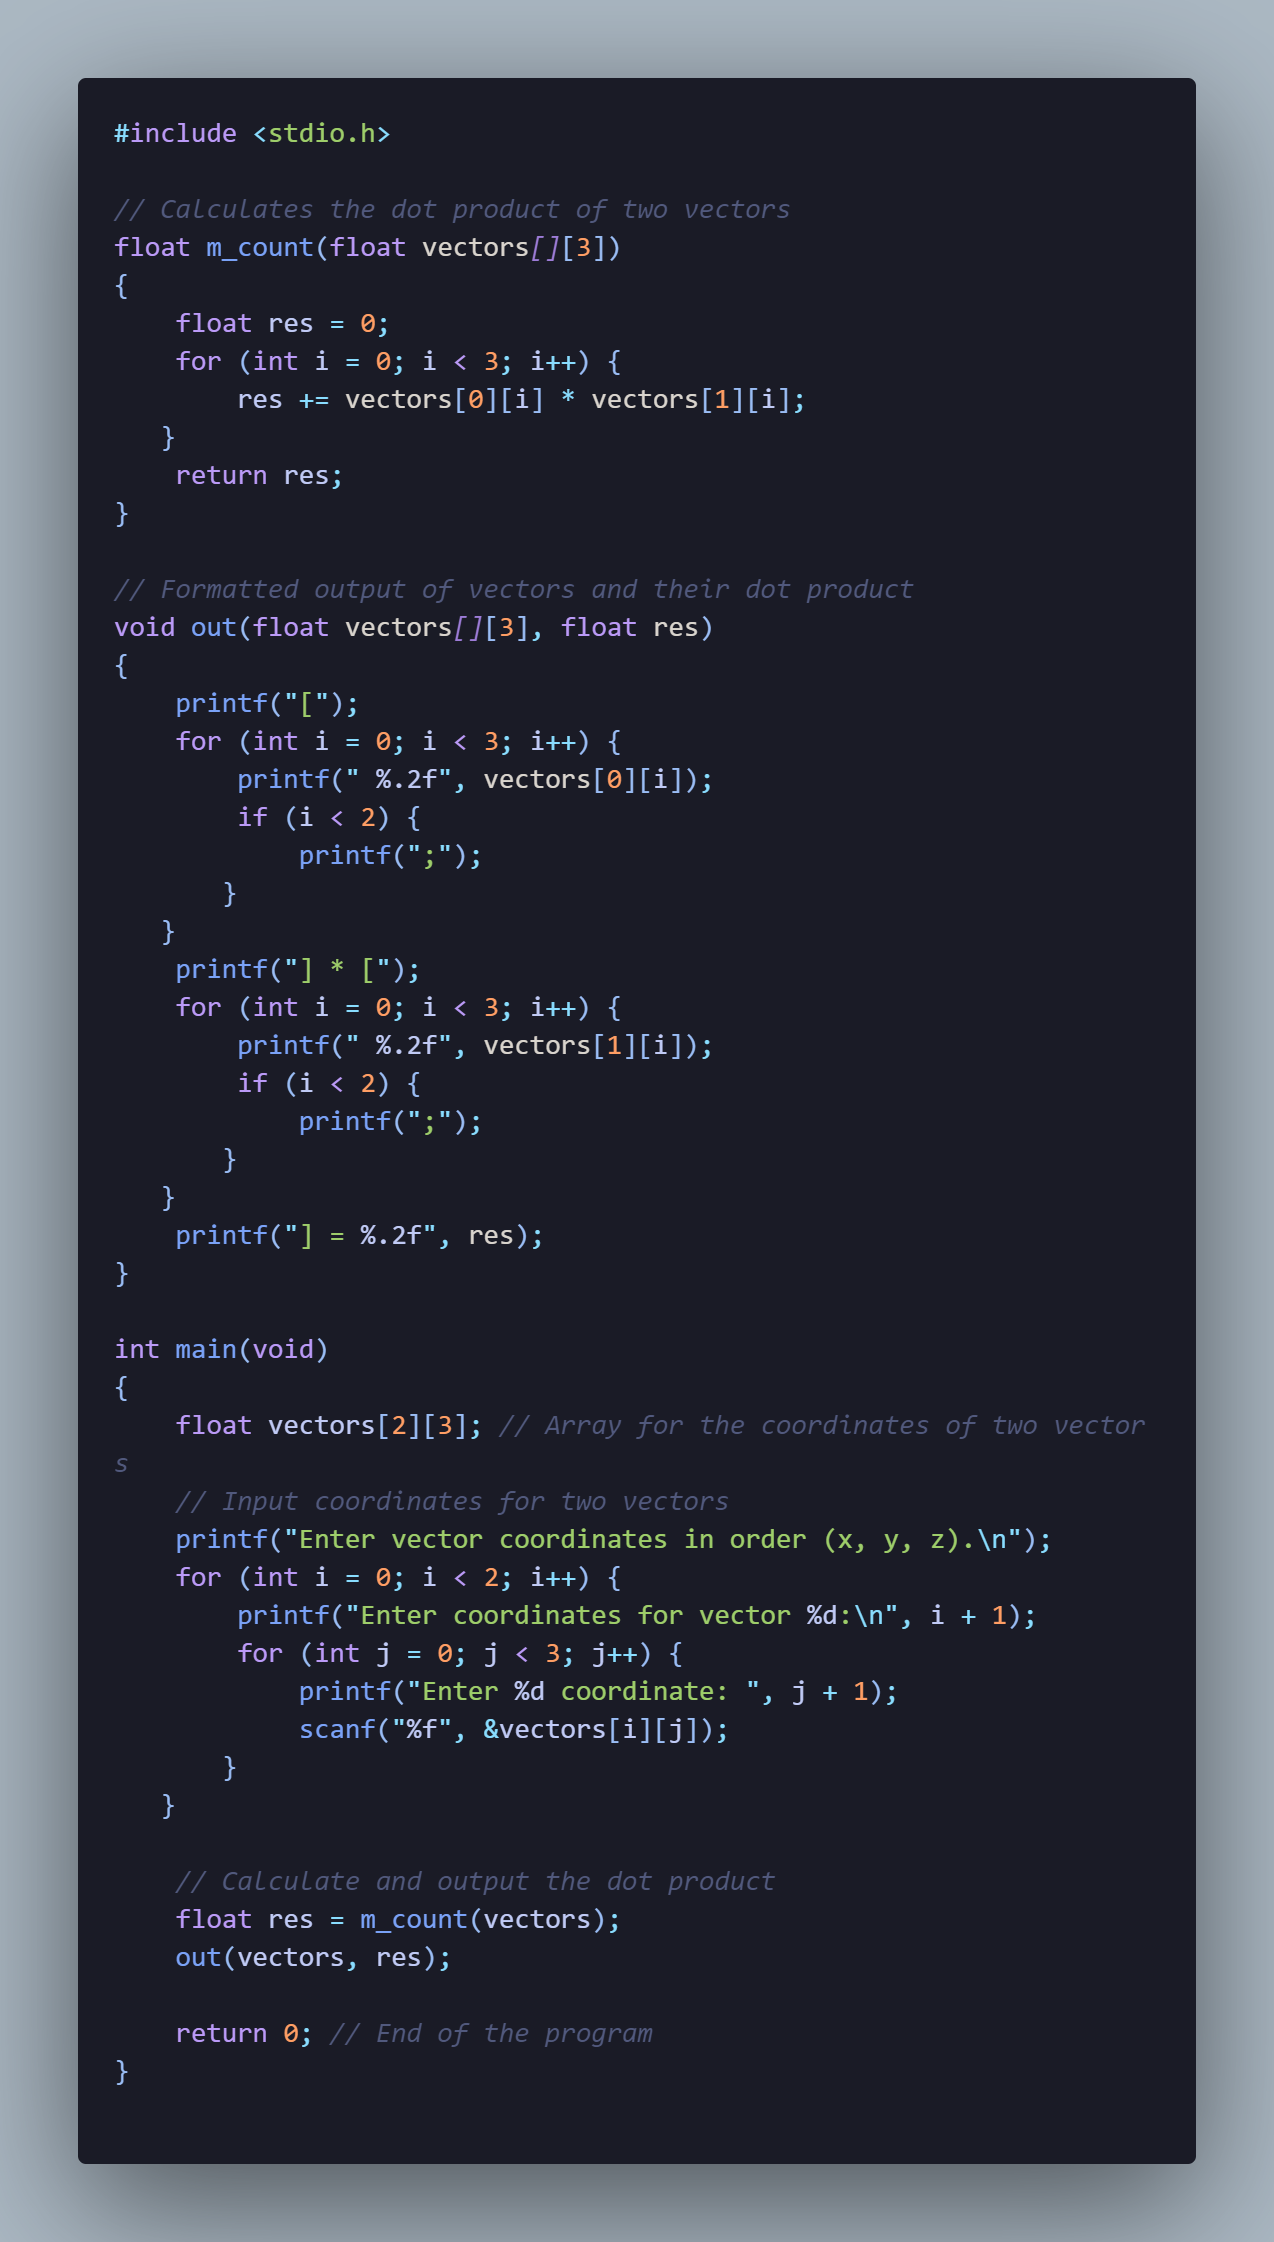 #include <stdio.h>

// Calculates the dot product of two vectors
float m_count(float vectors[][3])
{
    float res = 0;
    for (int i = 0; i < 3; i++) {
        res += vectors[0][i] * vectors[1][i];
   }
    return res;
}

// Formatted output of vectors and their dot product
void out(float vectors[][3], float res)
{
    printf("[");
    for (int i = 0; i < 3; i++) {
        printf(" %.2f", vectors[0][i]);
        if (i < 2) {
            printf(";");
       }
   }
    printf("] * [");
    for (int i = 0; i < 3; i++) {
        printf(" %.2f", vectors[1][i]);
        if (i < 2) {
            printf(";");
       }
   }
    printf("] = %.2f", res);
}

int main(void)
{
    float vectors[2][3]; // Array for the coordinates of two vector
s
    // Input coordinates for two vectors
    printf("Enter vector coordinates in order (x, y, z).\n");
    for (int i = 0; i < 2; i++) {
        printf("Enter coordinates for vector %d:\n", i + 1);
        for (int j = 0; j < 3; j++) {
            printf("Enter %d coordinate: ", j + 1);
            scanf("%f", &vectors[i][j]);
       }
   }

    // Calculate and output the dot product
    float res = m_count(vectors);
    out(vectors, res);

    return 0; // End of the program
}